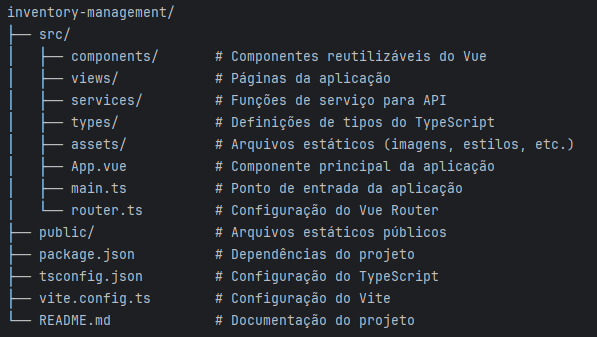 inventory-management/
├── src/
│   ├── components/       # Componentes reutilizáveis do Vue
│   ├── views/            # Páginas da aplicação
│   ├── services/         # Funções de serviço para API
│   ├── types/            # Definições de tipos do TypeScript
│   ├── assets/           # Arquivos estáticos (imagens, estilos, etc.)
│   ├── App.vue           # Componente principal da aplicação
│   ├── main.ts           # Ponto de entrada da aplicação
│   └── router.ts         # Configuração do Vue Router
├── public/               # Arquivos estáticos públicos
├── package.json          # Dependências do projeto
├── tsconfig.json         # Configuração do TypeScript
├── vite.config.ts        # Configuração do Vite
└── README.md             # Documentação do projeto